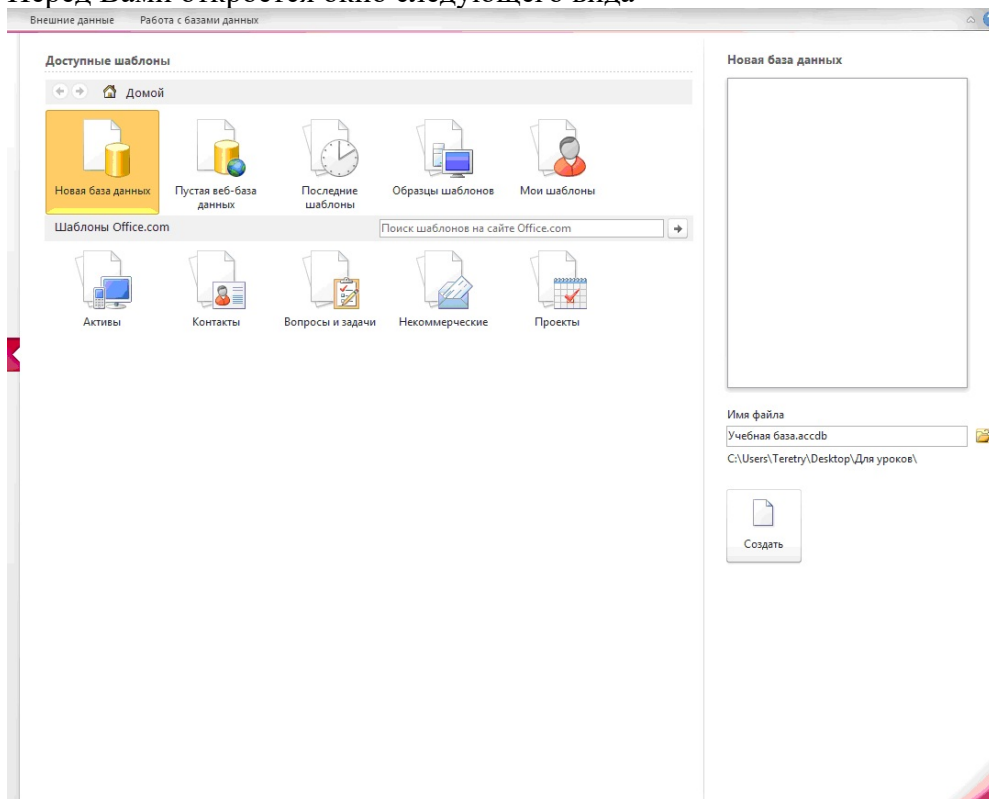 Перед Вами откроется окно следующего вида
Внешние данные Работа с базами данных
Доступные шаблоны
Домой
Новая база данных
Пустая веб-база
данных
Последние
шаблоны
Образцы шаблонов
Мои шаблоны
Шаблоны Office.com
Поиск шаблонов на сайте Office.com
Активы
Контакты
Вопросы и задачи
Некоммерческие
Проекты
Новая база данных
Имя файла
Учебная база.accdb
C:\Users\Teretry\Desktop\Для уроков\
Создать